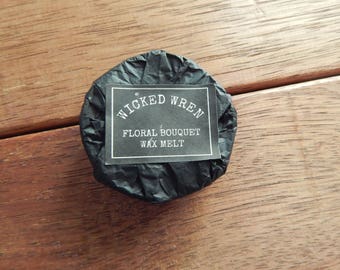 WICKED WREN
FLORAL BOUQUET
WAX MELT